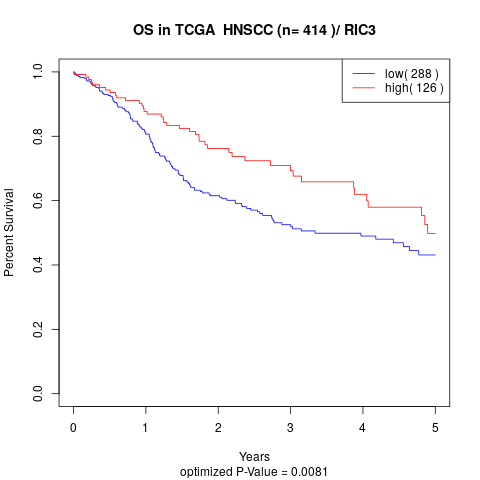 OS in TCGA  HNSCC (n= 414 )/ RIC3
low( 288 )
high( 126 )
Percent Survival
1.0
0.8
0.6
0.4
0.2
0.0
0 1 2 3 4 5
Years
optimized P-Value = 0.0081